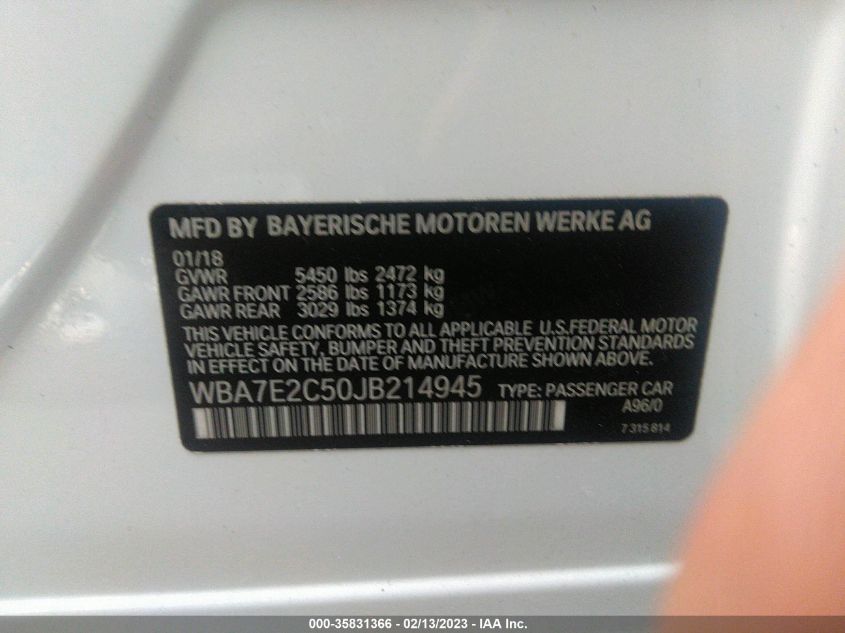 MFD BY BAYERISCHE MOTOREN WERKE AG
01/18
GVWR 5450 lbs 2472 kg
GAWR FRONT 2586 lbs 1173 kg
GAWR REAR 3029 lbs 1374 kg
THIS VEHICLE CONFORMS TO ALL APPLICABLE U.S.FEDERAL MOTOR
VEHICLE SAFETY, BUMPER AND THEFT PREVENTION STANDARDS
IN EFFECT ON THE DATE OF MANUFACTURE SHOWN ABOVE.
WBA7E2C50JB214945 TYPE: PASSENGER CAR
A96/0
7 315 814
000-35831366 - 02/13/2023 - IAA Inc.